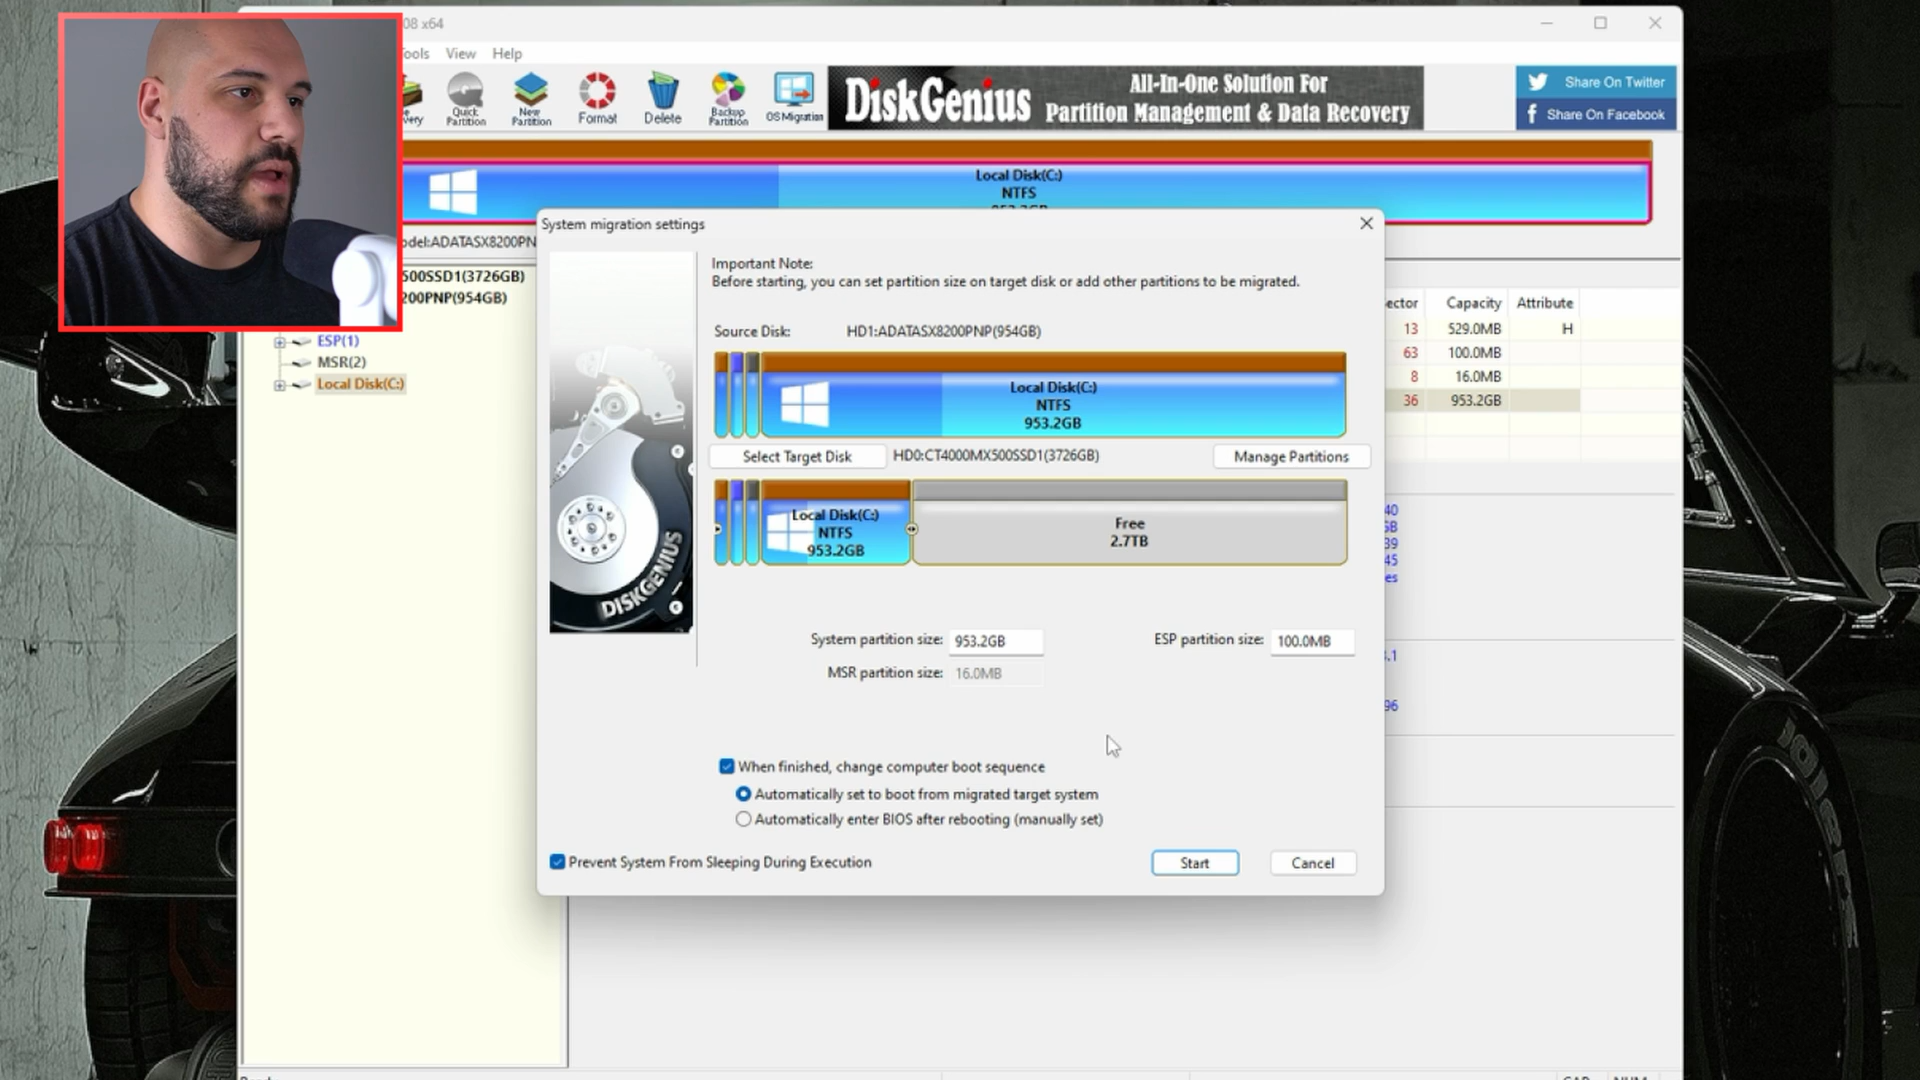 08 x64
Tools View Help
Quick Partition
New Partition
Format
Delete
Backup Partition
OS Migration
DiskGenius
All-In-One Solution For
Partition Management & Data Recovery
Share On Twitter
Share On Facebook
Local Disk(C:)
NTFS
953.2GB
odel:ADATASX8200PN
500SSD1(3726GB)
200PNP(954GB)
ESP(1)
MSR(2)
Local Disk(C:)
System migration settings
Important Note:
Before starting, you can set partition size on target disk or add other partitions to be migrated.
Source Disk: HD1:ADATASX8200PNP(954GB)
Local Disk(C:)
NTFS
953.2GB
Select Target Disk HD0:CT4000MX500SSD1(3726GB) Manage Partitions
Local Disk(C:)
NTFS
953.2GB
Free
2.7TB
DISKGENIUS
System partition size: 953.2GB ESP partition size: 100.0MB
MSR partition size: 16.0MB
When finished, change computer boot sequence
Automatically set to boot from migrated target system
Automatically enter BIOS after rebooting (manually set)
Prevent System From Sleeping During Execution Start Cancel
ector Capacity Attribute
13 529.0MB H
63 100.0MB
8 16.0MB
36 953.2GB
40
GB
39
45
es
.1
96